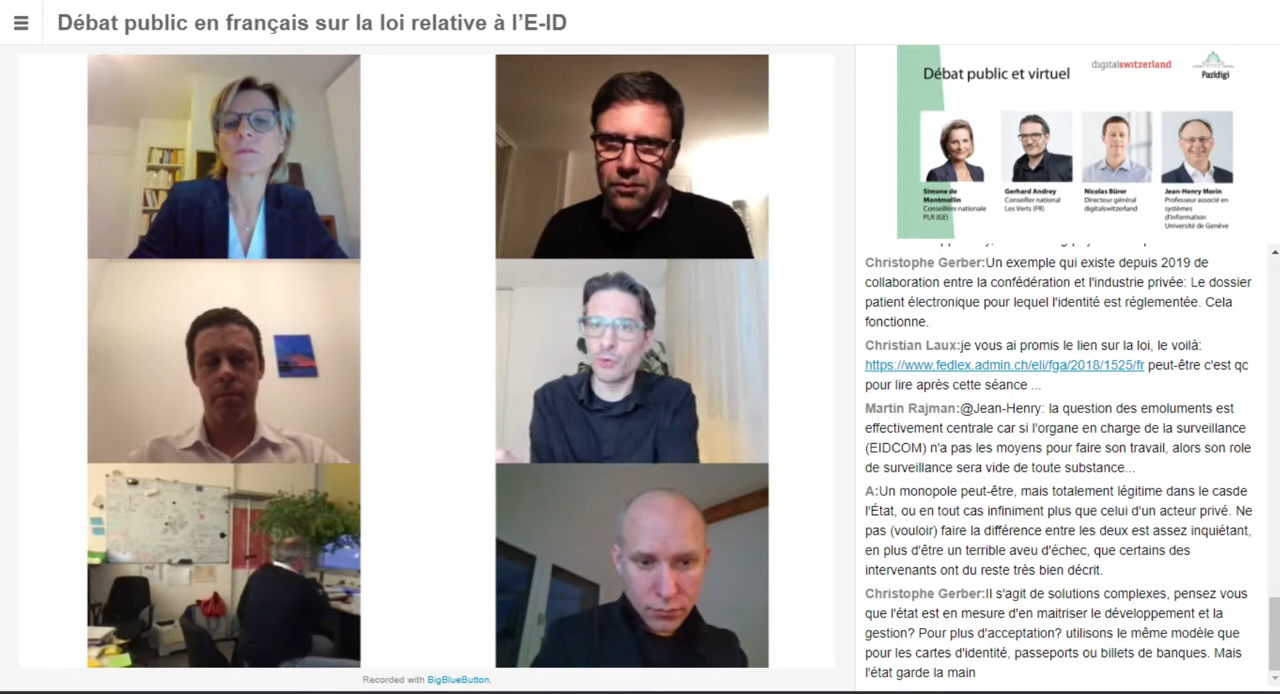 Débat public en français sur la loi relative à l'E-ID
Débat public et virtuel
digitalswitzerland
Parldigi
Simone de
Montmollin
Conseillère nationale
PLR (GE)
Gerhard Andrey
Conseiller national
Les Verts (FR)
Nicolas Bürer
Directeur général
digitalswitzerland
Jean-Henry Morin
Professeur associé en
systèmes
d'information
Université de Genève
Christophe Gerber:Un exemple qui existe depuis 2019 de
collaboration entre la confédération et l'industrie privée: Le dossier
patient électronique pour lequel l'identité est réglementée. Cela
fonctionne.
Christian Laux:je vous ai promis le lien sur la loi, le voilà:
https://www.fedlex.admin.ch/eli/fga/2018/1525/fr peut-être c'est qc
pour lire après cette séance ...
Martin Rajman:@Jean-Henry: la question des emoluments est
effectivement centrale car si l'organe en charge de la surveillance
(EIDCOM) n'a pas les moyens pour faire son travail, alors son role
de surveillance sera vide de toute substance...
A:Un monopole peut-être, mais totalement légitime dans le casde
l'État, ou en tout cas infiniment plus que celui d'un acteur privé. Ne
pas (vouloir) faire la différence entre les deux est assez inquiétant,
en plus d'être un terrible aveu d'échec, que certains des
intervenants ont du reste très bien décrit.
Christophe Gerber:Il s'agit de solutions complexes, pensez vous
que l'état est en mesure d'en maitriser le développement et la
gestion? Pour plus d'acceptation? utilisons le même modèle que
pour les cartes d'identité, passeports ou billets de banques. Mais
l'état garde la main
Recorded with BigBlueButton.